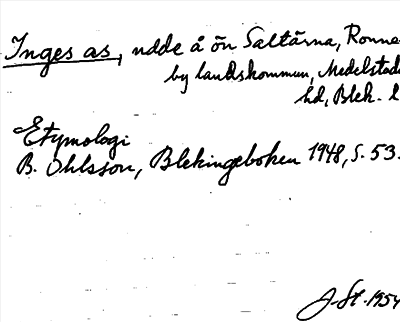 Inges as, udde å ön Saltärna, Ronne
by landskommun, Medelstads
hd, Blek. l
Etymologi
B. Ohlsson, Blekingeboken 1948, s. 53.
J. St. 1954